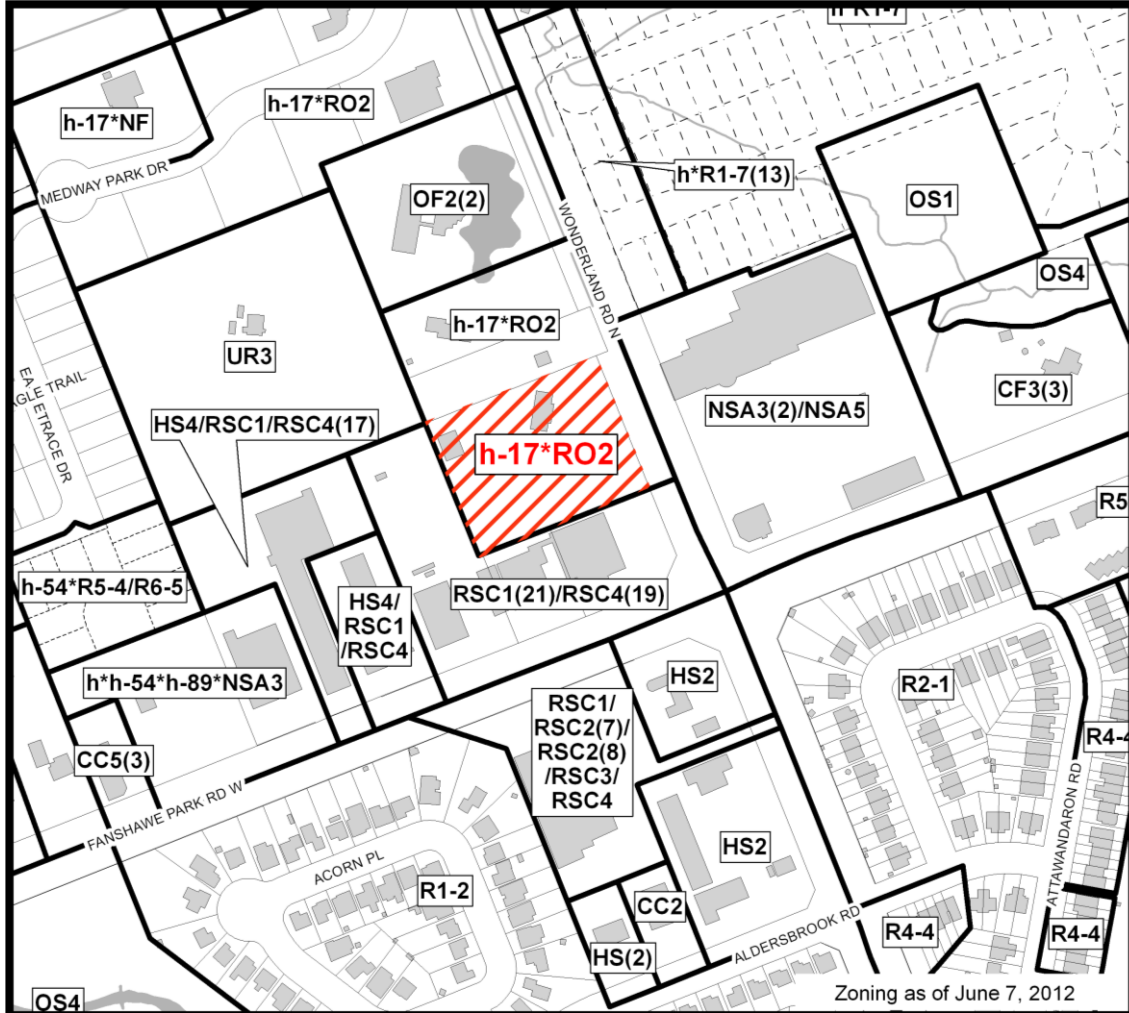 h*R1-7
h-17*NF
h-17*RO2
MEDWAY PARK DR
OF2(2)
h*R1-7(13)
OS1
WONDERLAND RD N
OS4
h-17*RO2
UR3
CF3(3)
NSA3(2)/NSA5
EAGLE TRAIL
ETRACE DR
HS4/RSC1/RSC4(17)
h-17*RO2
R5
h-54*R5-4/R6-5
HS4/
RSC1
/RSC4
RSC1(21)/RSC4(19)
h*h-54*h-89*NSA3
HS2
R2-1
RSC1/
RSC2(7)/
RSC2(8)
/RSC3/
RSC4
R4-4
CC5(3)
FANSHAWE PARK RD W
ATTAWANDARON RD
ACORN PL
HS2
R1-2
CC2
R4-4
R4-4
ALDERSBROOK RD
HS(2)
OS4
Zoning as of June 7, 2012